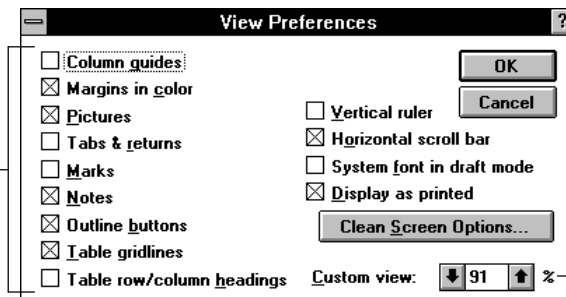 View Preferences ?
Column guides
Margins in color
Pictures
Tabs & returns
Marks
Notes
Outline buttons
Table gridlines
Table row/column headings
OK
Cancel
Vertical ruler
Horizontal scroll bar
System font in draft mode
Display as printed
Clean Screen Options...
Custom view: 91 %